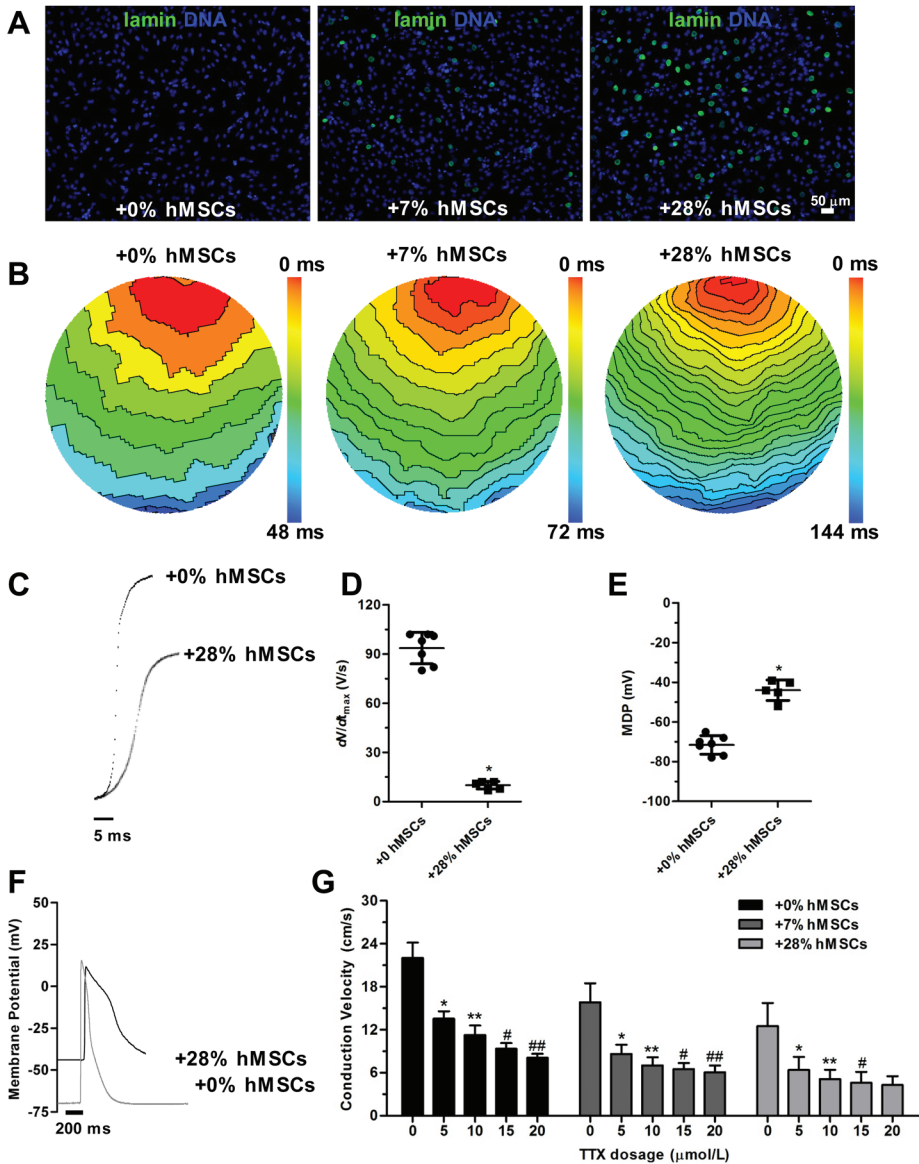 A
lamin DNA
lamin DNA
lamin DNA
+0% hMSCs
+7% hMSCs
+28% hMSCs
50 μm
B
+0% hMSCs
0 ms
+7% hMSCs
0 ms
+28% hMSCs
0 ms
48 ms
72 ms
144 ms
C
+0% hMSCs
+28% hMSCs
5 ms
D
dV/dt max (V/s)
120
90
60
30
0
*
+0 hMSCs
+28% hMSCs
E
MDP (mV)
0
-20
-40
-60
-80
-100
*
+0% hMSCs
+28% hMSCs
F
Membrane Potential (mV)
50
25
0
-25
-50
-75
+28% hMSCs
+0% hMSCs
200 ms
G
Conduction Velocity (cm/s)
30
24
18
12
6
0
+0% hMSCs
+7% hMSCs
+28% hMSCs
* ** # ##
* ** # ##
* ** #
0 5 10 15 20
0 5 10 15 20
0 5 10 15 20
TTX dosage (μmol/L)